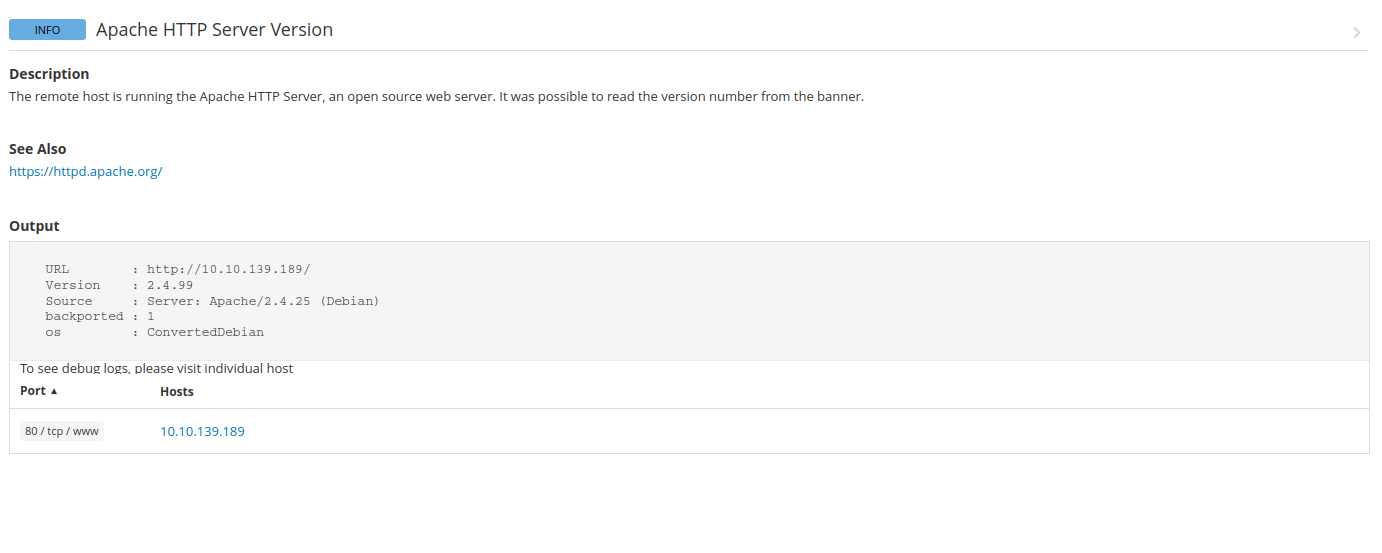 INFO Apache HTTP Server Version
Description
The remote host is running the Apache HTTP Server, an open source web server. It was possible to read the version number from the banner.
See Also
https://httpd.apache.org/
Output
URL : http://10.10.139.189/
Version : 2.4.99
Source : Server: Apache/2.4.25 (Debian)
backported : 1
os : ConvertedDebian
To see debug logs, please visit individual host
Port ▲ Hosts
80 / tcp / www 10.10.139.189